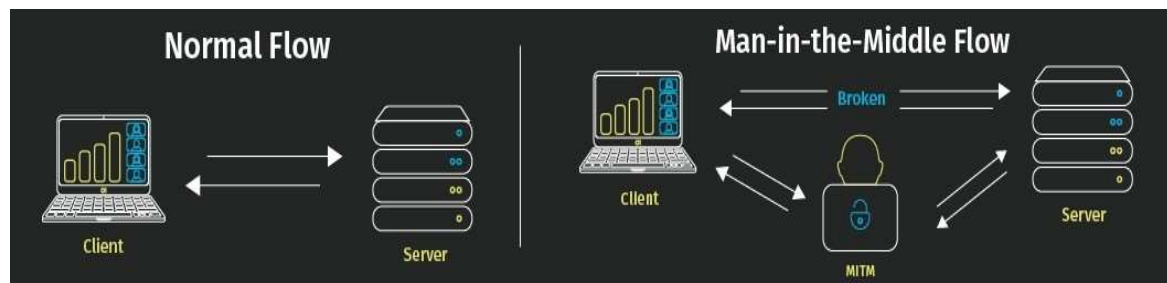 Normal Flow
Client
Server
Man-in-the-Middle Flow
Broken
Client
MITM
Server